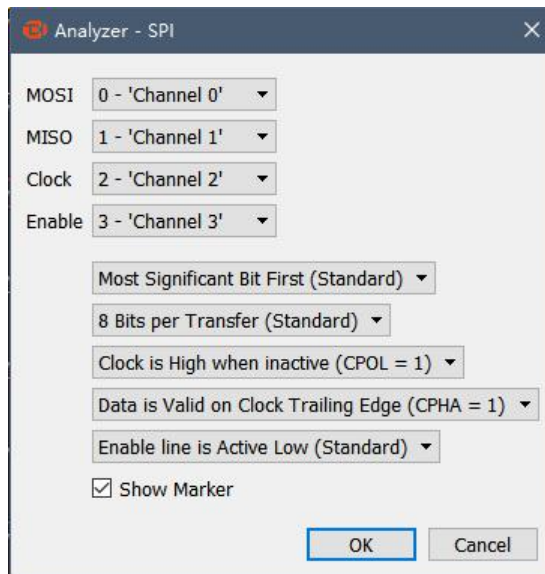 Analyzer - SPI
MOSI 0 - 'Channel 0'
MISO 1 - 'Channel 1'
Clock 2 - 'Channel 2'
Enable 3 - 'Channel 3'
Most Significant Bit First (Standard)
8 Bits per Transfer (Standard)
Clock is High when inactive (CPOL = 1)
Data is Valid on Clock Trailing Edge (CPHA = 1)
Enable line is Active Low (Standard)
Show Marker
OK Cancel